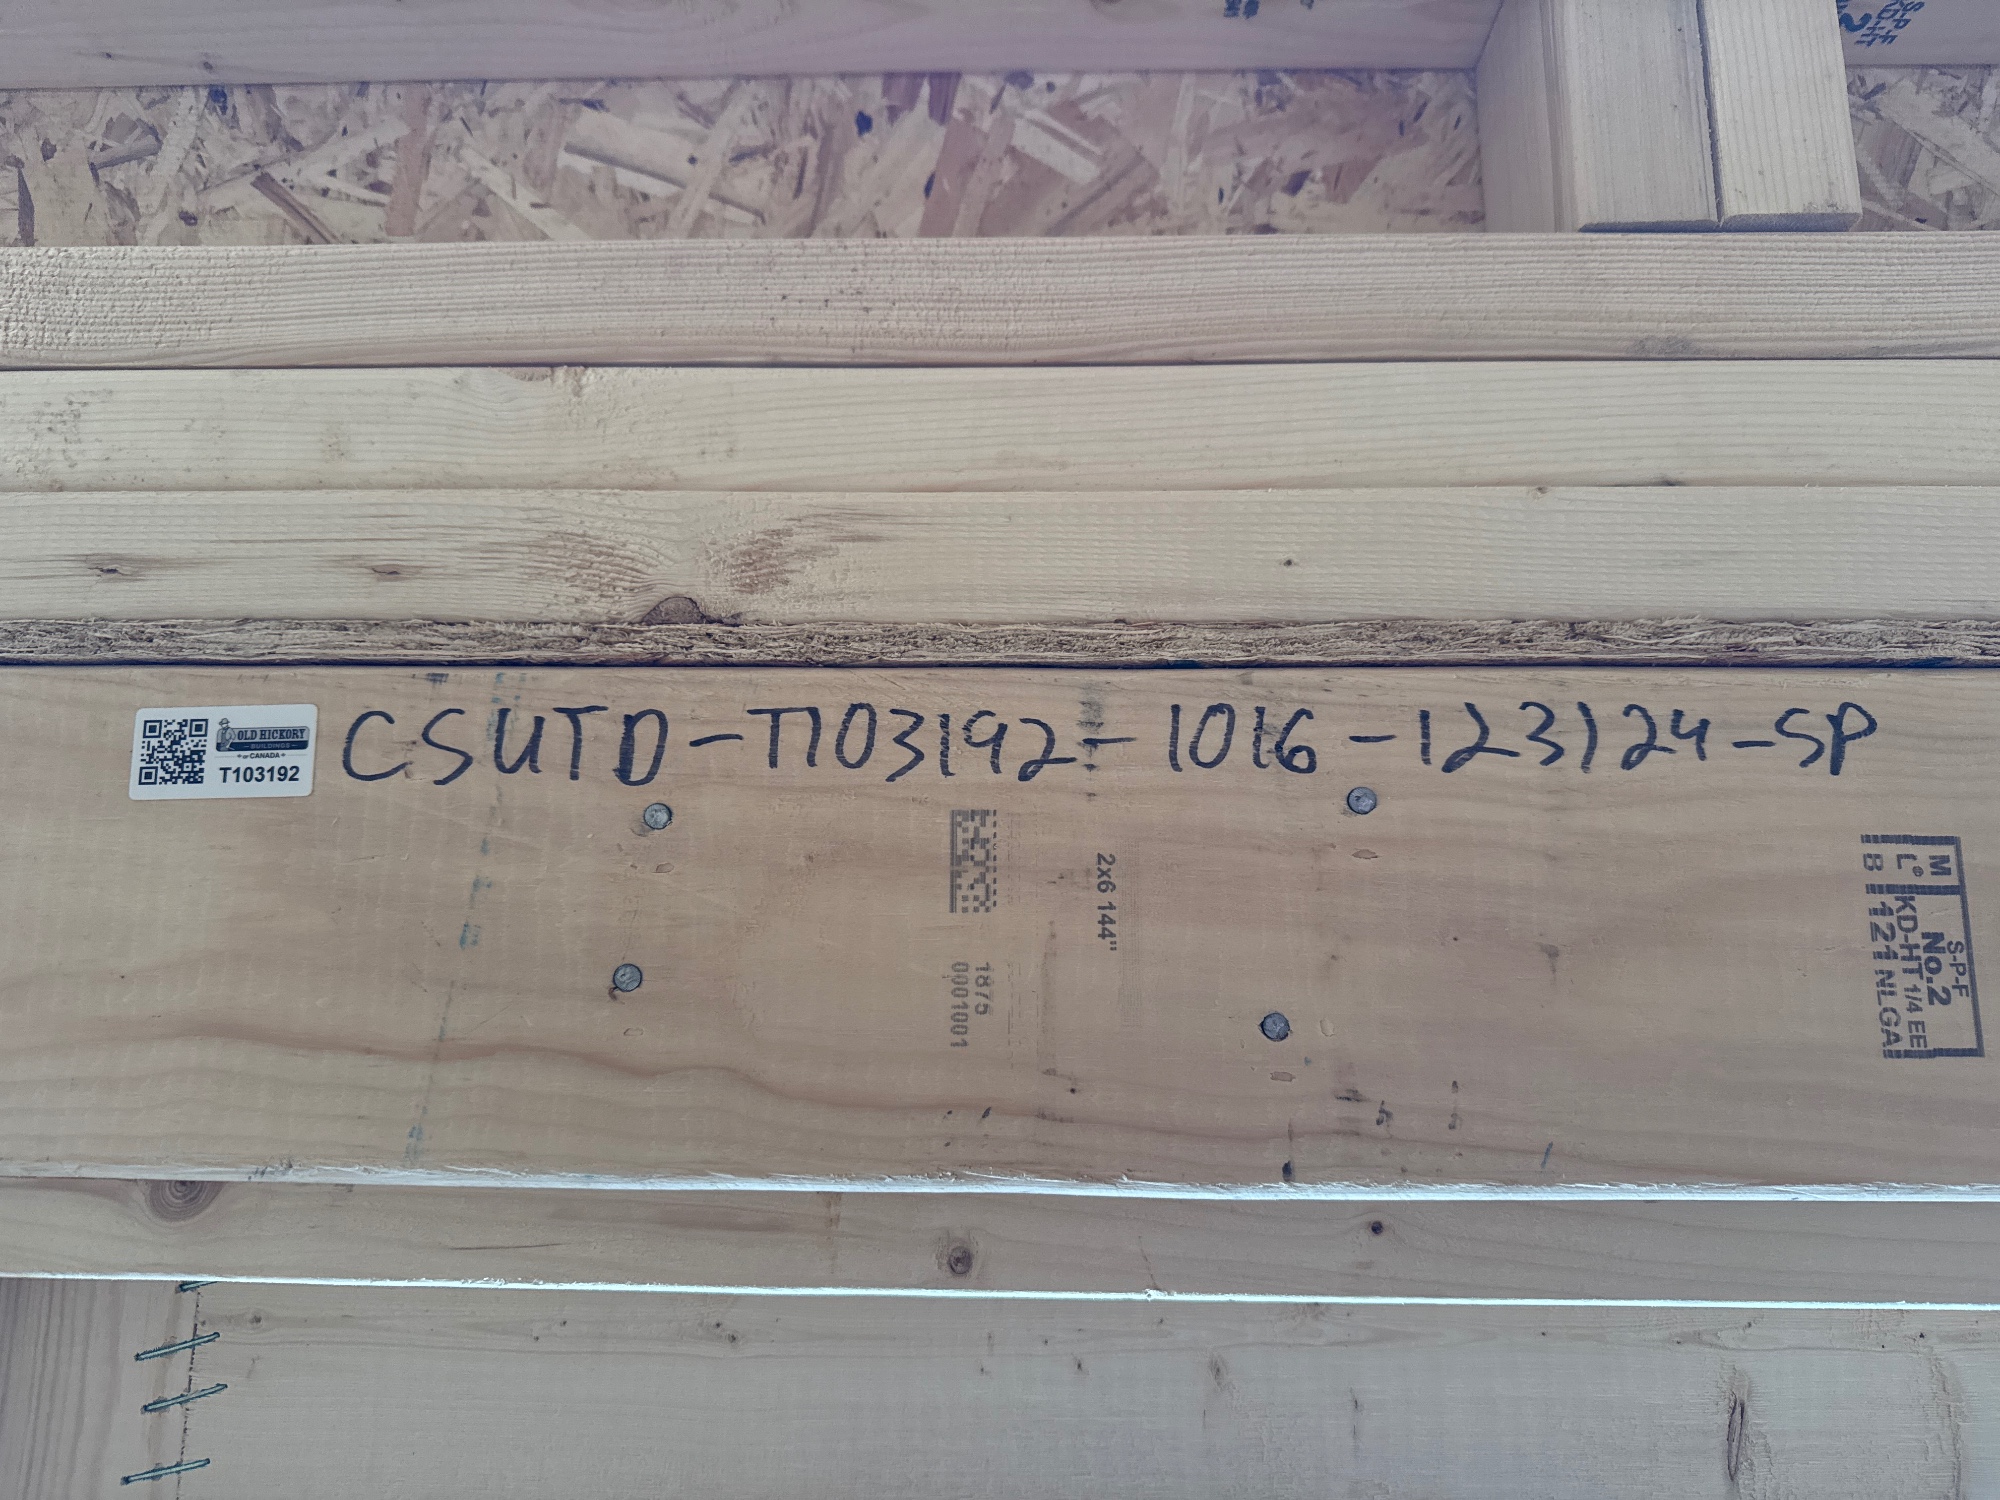 OLD HICKORY
BUILDINGS
of CANADA
T103192
CSUTD-T103192-1016-123124-SP
2x6 144"
1875
0001001
M
L®
B
S-P-F
No.2
KD-HT 1/4 EE
121 NLGA